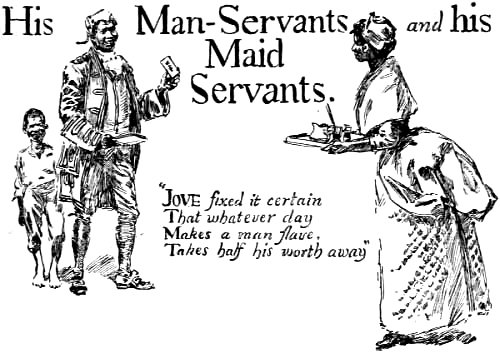 His Man-Servants and his
Maid
Servants.
"JOVE fixed it certain
That whatever day
Makes a man slave,
Takes half his worth away"